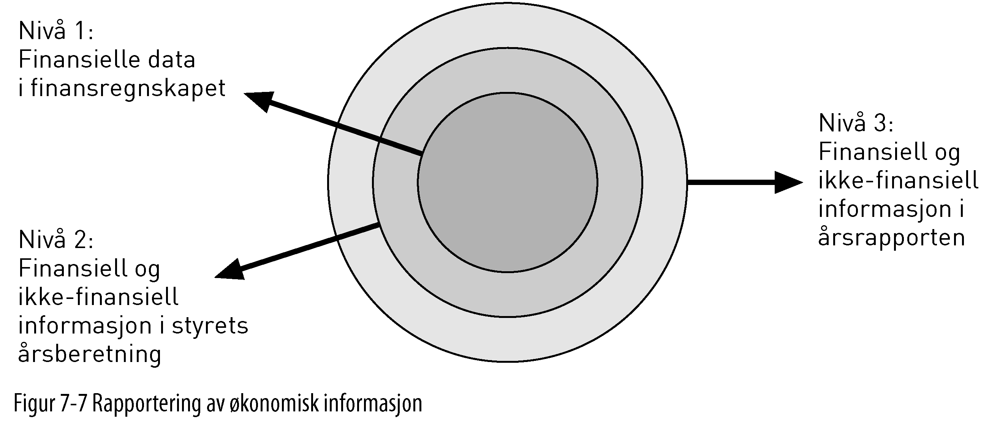 Nivå 1:
Finansielle data
i finansregnskapet
Nivå 2:
Finansiell og
ikke-finansiell
informasjon i styrets
årsberetning
Nivå 3:
Finansiell og
ikke-finansiell
informasjon i
årsrapporten
Figur 7-7 Rapportering av økonomisk informasjon